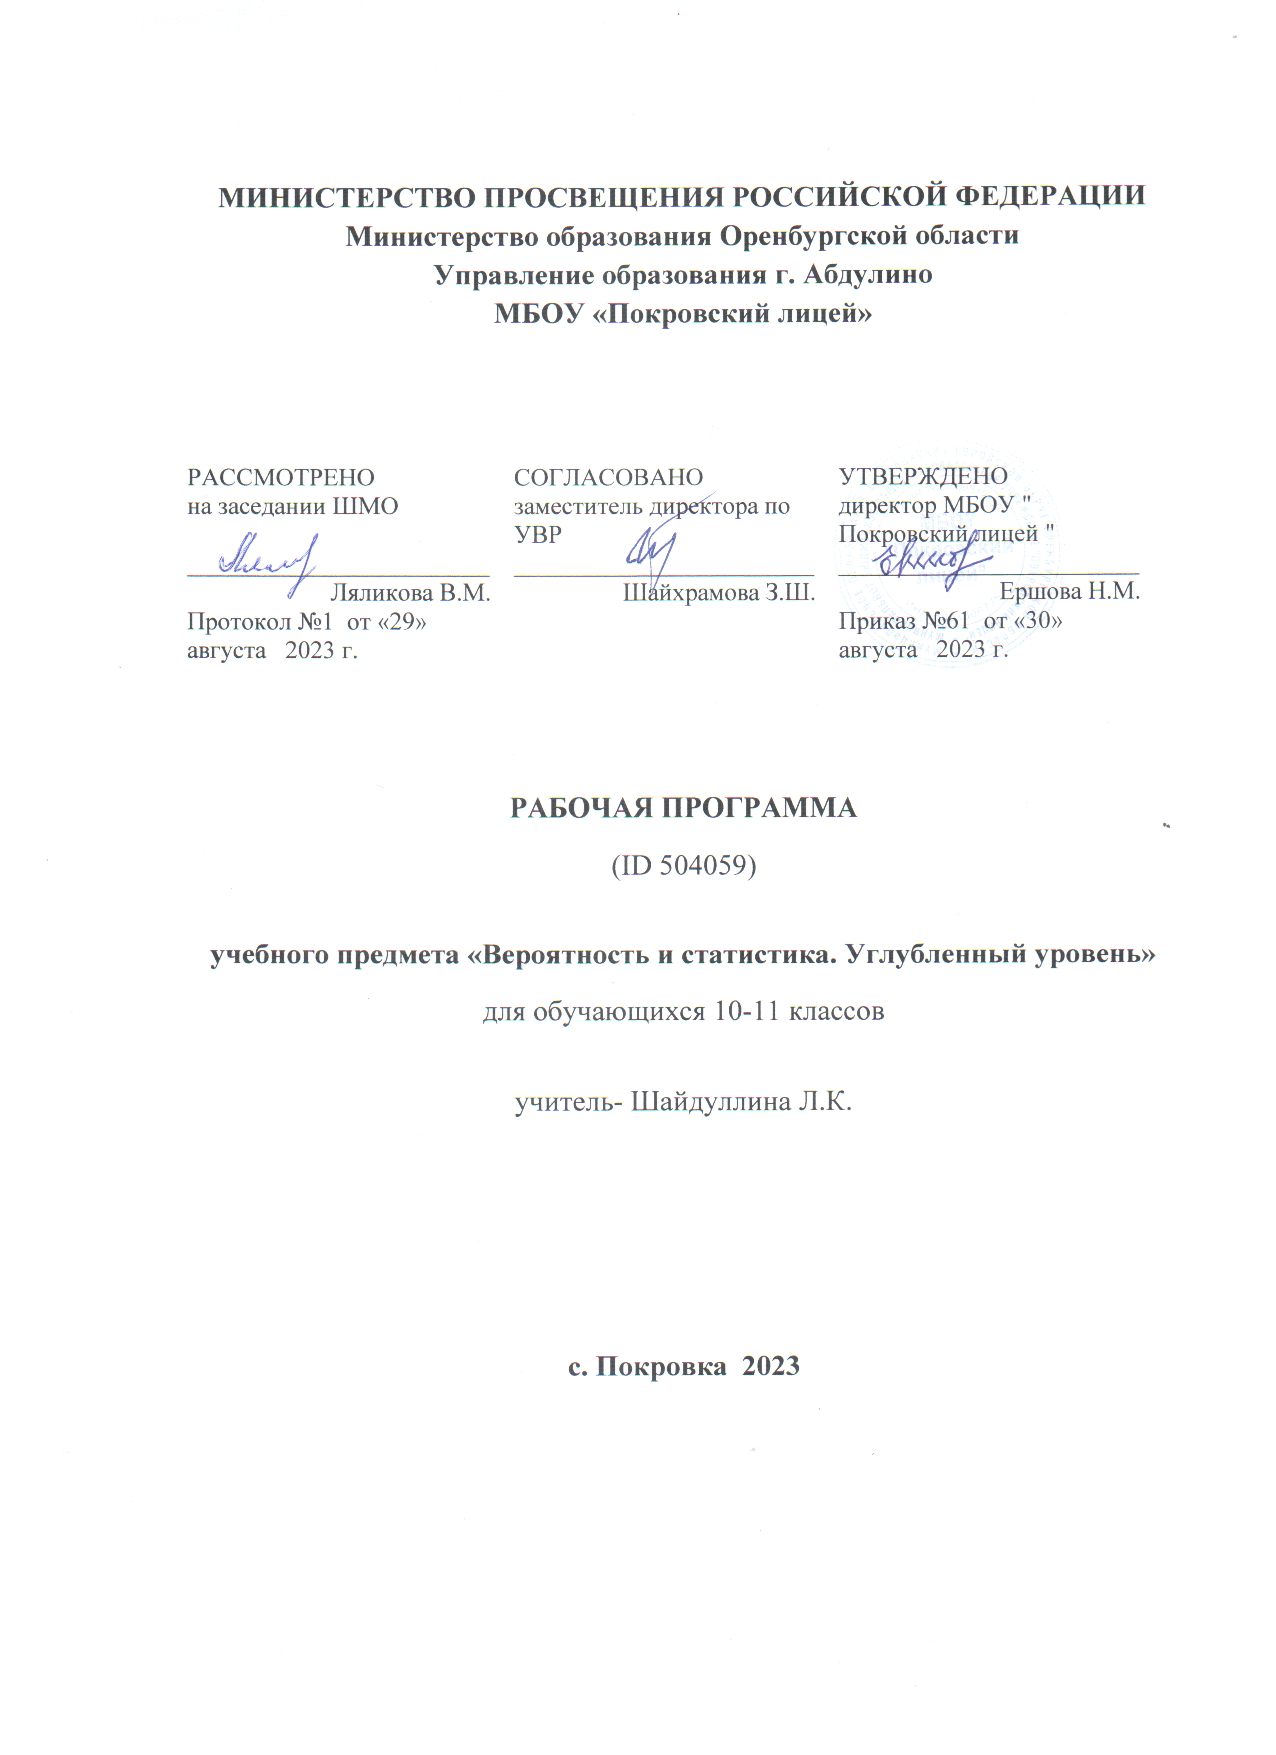 МИНИСТЕРСТВО ПРОСВЕЩЕНИЯ РОССИЙСКОЙ ФЕДЕРАЦИИ
Министерство образования Оренбургской области
Управление образования г. Абдулино
МБОУ «Покровский лицей»
РАССМОТРЕНО
на заседании ШМО
Ляликова В.М.
Протокол №1 от «29»
августа 2023 г.
СОГЛАСОВАНО
заместитель директора по
УВР
Шайхрамова З.Ш.
УТВЕРЖДЕНО
директор МБОУ "
Покровский лицей "
Ершова Н.М.
Приказ №61 от «30»
августа 2023 г.
РАБОЧАЯ ПРОГРАММА
(ID 504059)
учебного предмета «Вероятность и статистика. Углубленный уровень»
для обучающихся 10-11 классов
учитель- Шайдуллина Л.К.
с. Покровка 2023